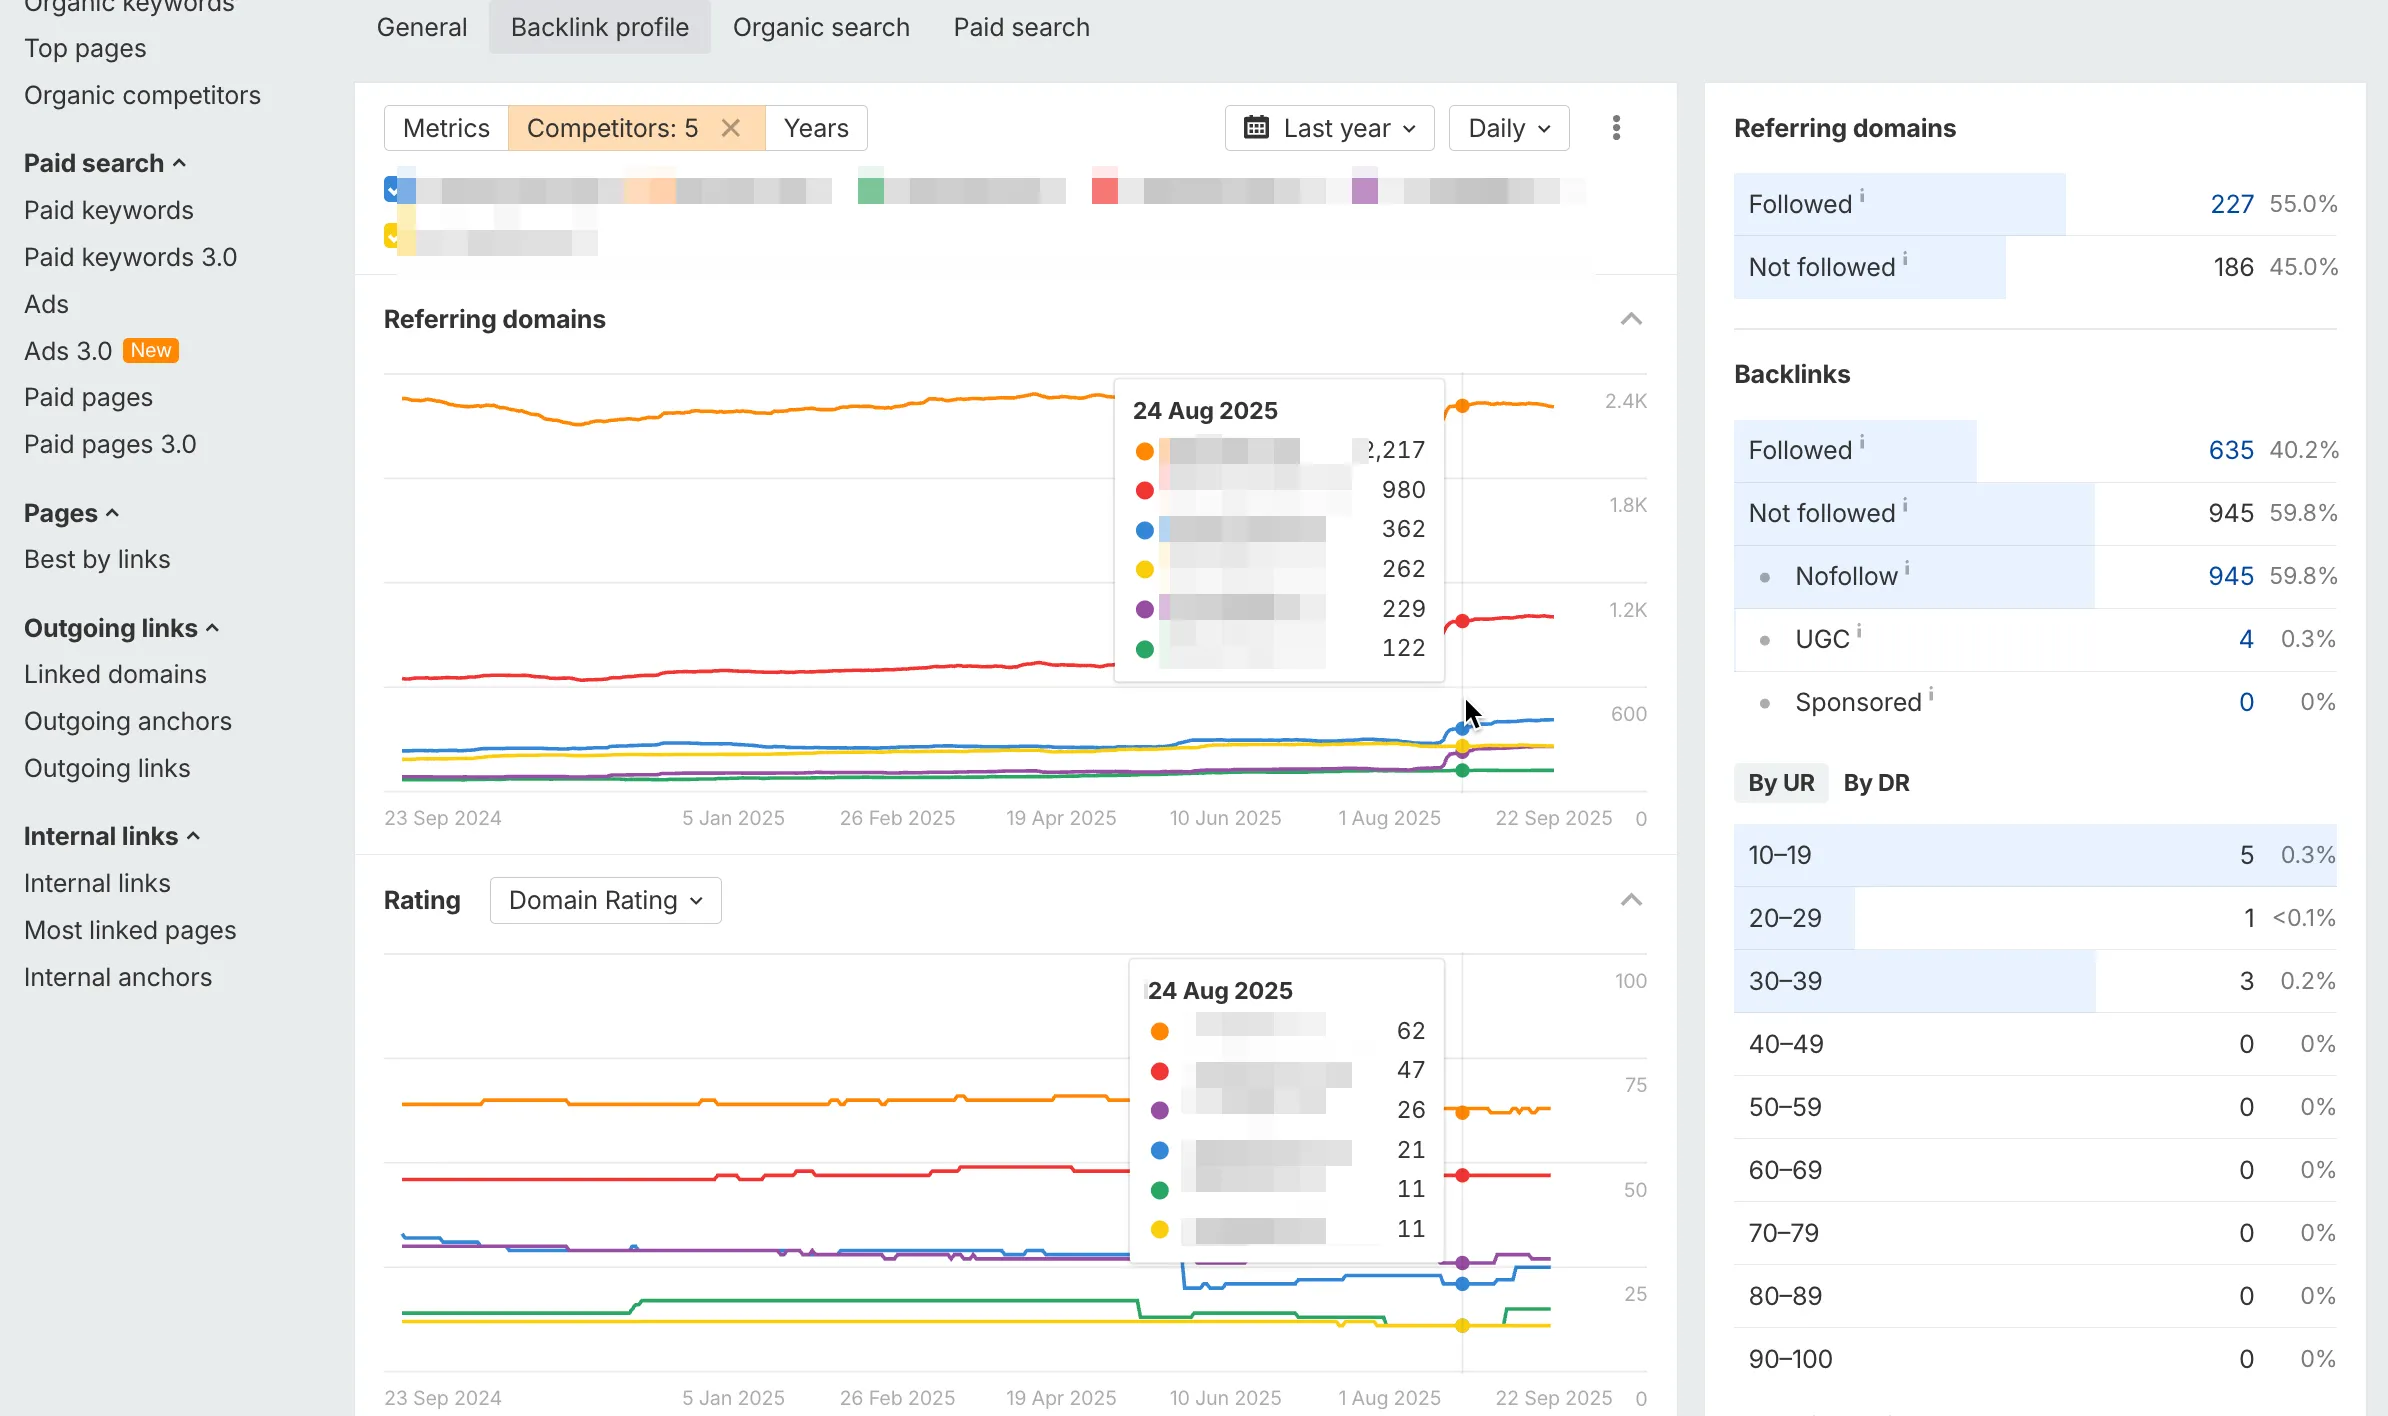 Organic keywords
Top pages
Organic competitors
Paid search
Paid keywords
Paid keywords 3.0
Ads
Ads 3.0 New
Paid pages
Paid pages 3.0
Pages
Best by links
Outgoing links
Linked domains
Outgoing anchors
Outgoing links
Internal links
Internal links
Most linked pages
Internal anchors
General Backlink profile Organic search Paid search
Metrics Competitors: 5 Years Last year Daily
Referring domains
2.4K
1.8K
1.2K
600
0
24 Aug 2025
2,217
980
362
262
229
122
23 Sep 2024 5 Jan 2025 26 Feb 2025 19 Apr 2025 10 Jun 2025 1 Aug 2025 22 Sep 2025
Rating Domain Rating
100
75
50
25
0
24 Aug 2025
62
47
26
21
11
11
23 Sep 2024 5 Jan 2025 26 Feb 2025 19 Apr 2025 10 Jun 2025 1 Aug 2025 22 Sep 2025
Referring domains
Followed i 227 55.0%
Not followed i 186 45.0%
Backlinks
Followed i 635 40.2%
Not followed i 945 59.8%
Nofollow i 945 59.8%
UGC i 4 0.3%
Sponsored i 0 0%
By UR By DR
10–19 5 0.3%
20–29 1 <0.1%
30–39 3 0.2%
40–49 0 0%
50–59 0 0%
60–69 0 0%
70–79 0 0%
80–89 0 0%
90–100 0 0%